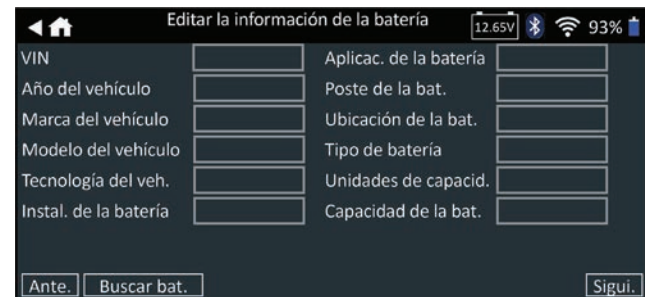 Editar la información de la batería
12.65V
93%
VIN
Año del vehículo
Marca del vehículo
Modelo del vehículo
Tecnología del veh.
Instal. de la batería
Aplicac. de la batería
Poste de la bat.
Ubicación de la bat.
Tipo de batería
Unidades de capacid.
Capacidad de la bat.
Ante.
Buscar bat.
Sigui.